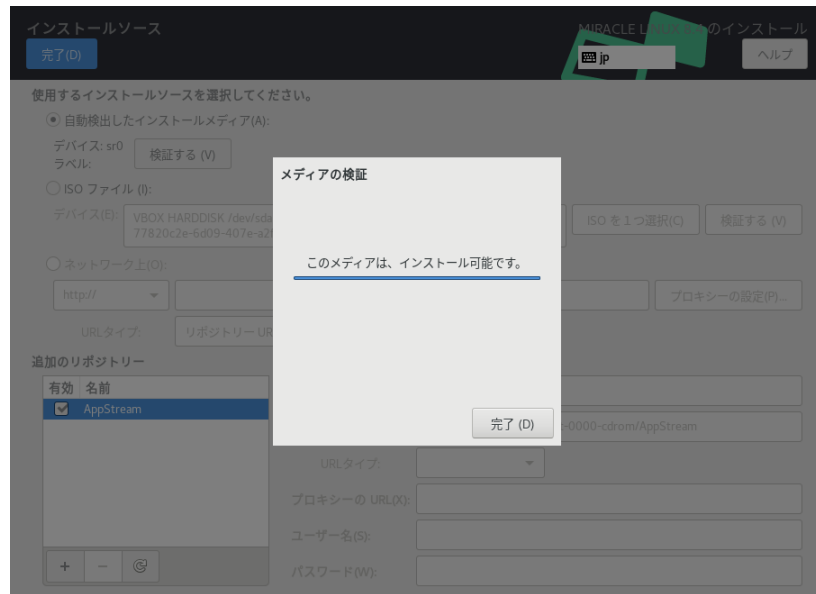 インストールソース
MIRACLE LINUX 8.4 のインストール
完了(D)
jp
ヘルプ
使用するインストールソースを選択してください。
自動検出したインストールメディア(A):
デバイス: sr0
ラベル:
検証する (V)
メディアの検証
ISO ファイル (I):
デバイス(E):
VBOX HARDDISK /dev/sda
77820c2e-6d09-407e-a2
ISO を 1 つ選択(C)
検証する (V)
このメディアは、インストール可能です。
ネットワーク上(O):
http://
プロキシーの設定(P)...
URLタイプ:
リポジトリー UR
追加のリポジトリー
有効 名前
AppStream
完了 (D)
-0000-cdrom/AppStream
URLタイプ:
プロキシーの URL(X):
ユーザー名(S):
パスワード(W):